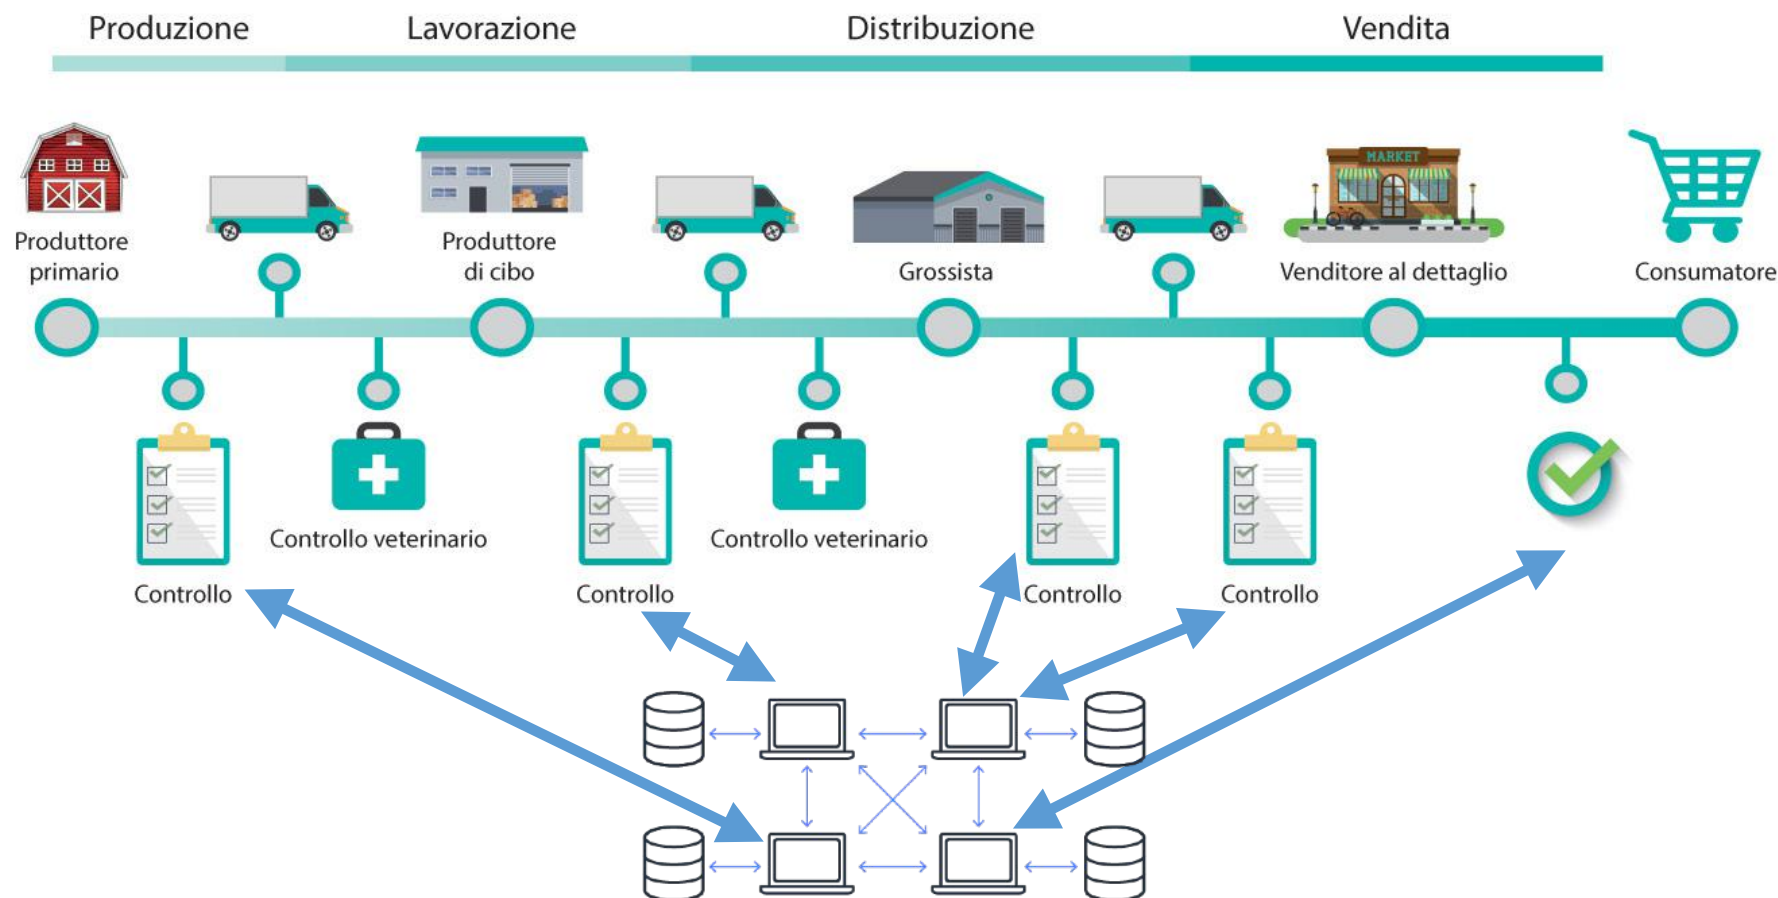 Produzione
Lavorazione
Distribuzione
Vendita
MARKET
Produttore
primario
Produttore
di cibo
Grossista
Venditore al dettaglio
Consumatore
Controllo veterinario
Controllo veterinario
Controllo
Controllo
Controllo
Controllo